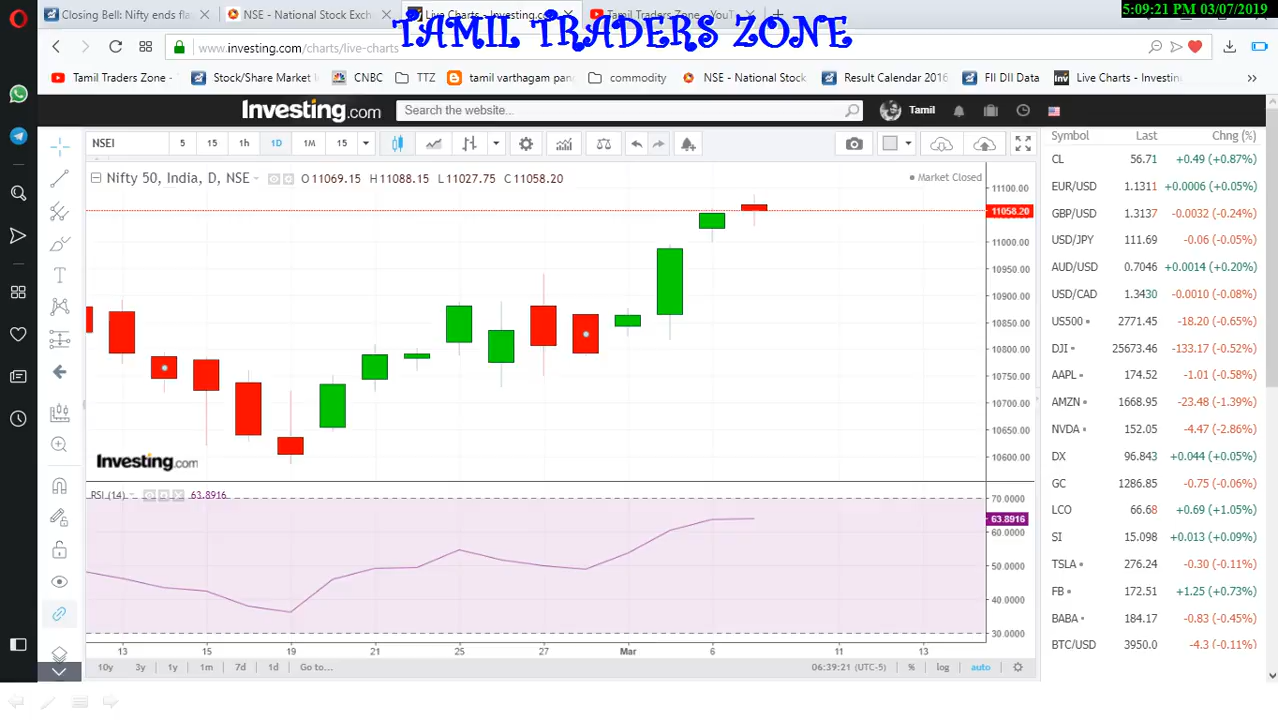 5:09:21 PM 03/07/2019
Closing Bell: Nifty ends fla
NSE - National Stock Exch
Live Charts - Investing.co
Tamil Traders Zone - YouT
TAMIL TRADERS ZONE
www.investing.com/charts/live-charts
Tamil Traders Zone -
Stock/Share Market
CNBC
TTZ
tamil varthagam pan
commodity
NSE - National Stock
Result Calendar 2016
FII DII Data
Live Charts - Investin
Investing.com
Search the website...
Tamil
NSEI 5 15 1h 1D 1M 15
Nifty 50, India, D, NSE O 11069.15 H 11088.15 L 11027.75 C 11058.20
Market Closed
11100.00
11058.20
11000.00
10950.00
10900.00
10850.00
10800.00
10750.00
10700.00
10650.00
10600.00
Investing.com
RSI (14) 63.8916
70.0000
63.8916
60.0000
50.0000
40.0000
30.0000
13 15 19 21 25 27 Mar 6 11 13
10y 3y 1y 1m 7d 1d Go to... 06:39:21 (UTC-5) % log auto
Symbol Last Chng (%)
CL 56.71 +0.49 (+0.87%)
EUR/USD 1.1311 +0.0006 (+0.05%)
GBP/USD 1.3137 -0.0032 (-0.24%)
USD/JPY 111.69 -0.06 (-0.05%)
AUD/USD 0.7046 +0.0014 (+0.20%)
USD/CAD 1.3430 -0.0010 (-0.08%)
US500 2771.45 -18.20 (-0.65%)
DJI 25673.46 -133.17 (-0.52%)
AAPL 174.52 -1.01 (-0.58%)
AMZN 1668.95 -23.48 (-1.39%)
NVDA 152.05 -4.47 (-2.86%)
DX 96.843 +0.044 (+0.05%)
GC 1286.85 -0.75 (-0.06%)
LCO 66.68 +0.69 (+1.05%)
SI 15.098 +0.013 (+0.09%)
TSLA 276.24 -0.30 (-0.11%)
FB 172.51 +1.25 (+0.73%)
BABA 184.17 -0.83 (-0.45%)
BTC/USD 3950.0 -4.3 (-0.11%)